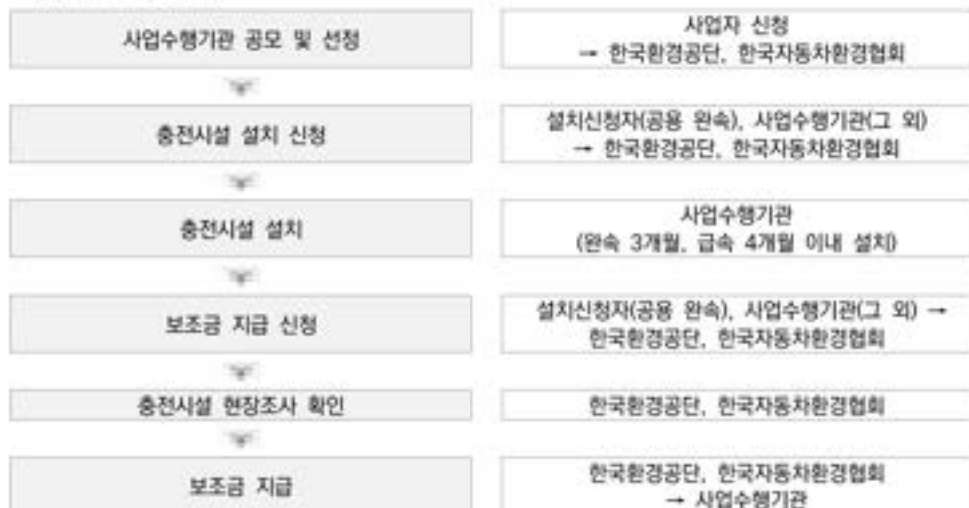 사업수행기관 공모 및 선정
사업자 신청
→ 한국환경공단, 한국자동차환경협회
충전시설 설치 신청
설치신청자(공용 완속), 사업수행기관(그 외)
→ 한국환경공단, 한국자동차환경협회
충전시설 설치
사업수행기관
(완속 3개월, 급속 4개월 이내 설치)
보조금 지급 신청
설치신청자(공용 완속), 사업수행기관(그 외) →
한국환경공단, 한국자동차환경협회
충전시설 현장조사 확인
한국환경공단, 한국자동차환경협회
보조금 지급
한국환경공단, 한국자동차환경협회
→ 사업수행기관